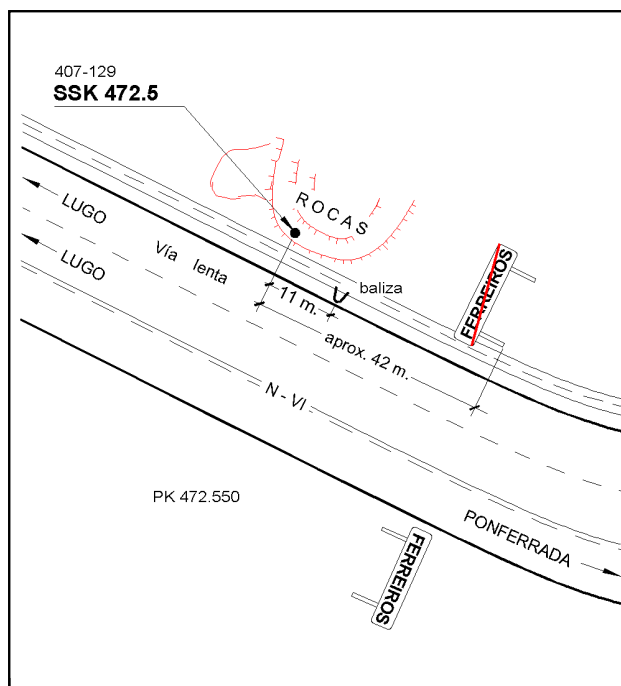 407-129
SSK 472.5
ROCAS
LUGO
LUGO
Vía lenta
11 m.
baliza
FERREIROS
aprox. 42 m.
N - VI
PK 472.550
PONFERRADA
FERREIROS